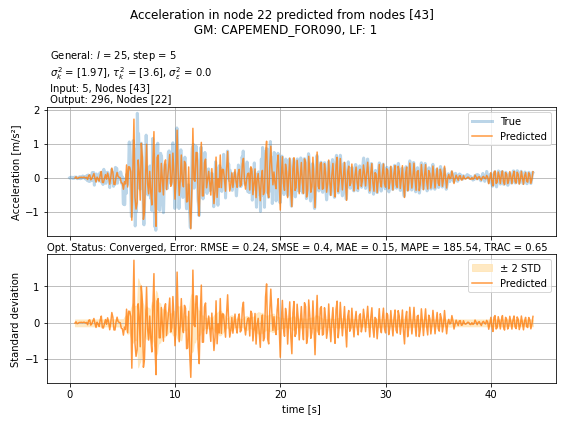 Acceleration in node 22 predicted from nodes [43]
GM: CAPEMEND_FOR090, LF: 1
General: l = 25, step = 5
σ²ₖ = [1.97], τ²ₖ = [3.6], σ²ε = 0.0
Input: 5, Nodes [43]
Output: 296, Nodes [22]
2
1
0
−1
Acceleration [m/s²]
True
Predicted
Opt. Status: Converged, Error: RMSE = 0.24, SMSE = 0.4, MAE = 0.15, MAPE = 185.54, TRAC = 0.65
1
0
−1
Standard deviation
± 2 STD
Predicted
0 10 20 30 40
time [s]